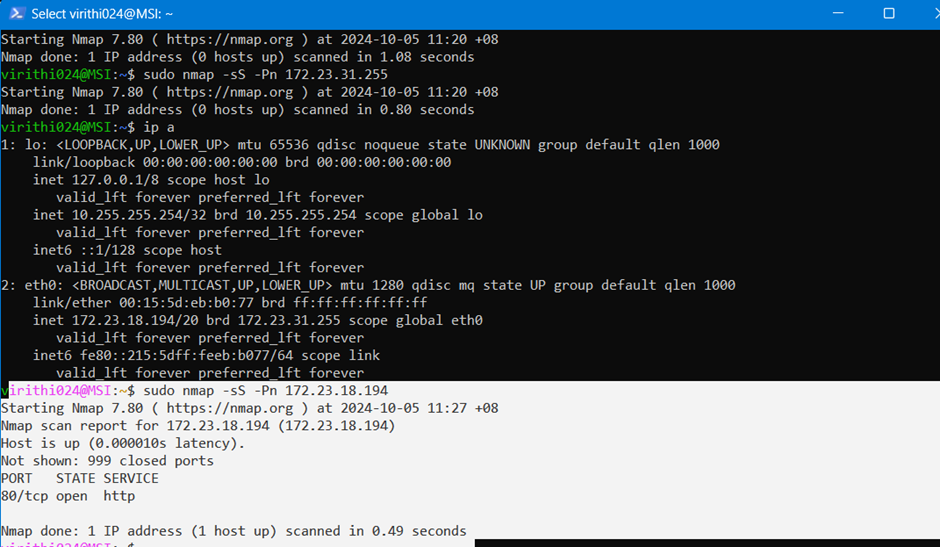 Select virithi024@MSI: ~
Starting Nmap 7.80 ( https://nmap.org ) at 2024-10-05 11:20 +08
Nmap done: 1 IP address (0 hosts up) scanned in 1.08 seconds
virithi024@MSI:~$ sudo nmap -sS -Pn 172.23.31.255
Starting Nmap 7.80 ( https://nmap.org ) at 2024-10-05 11:20 +08
Nmap done: 1 IP address (0 hosts up) scanned in 0.80 seconds
virithi024@MSI:~$ ip a
1: lo: <LOOPBACK,UP,LOWER_UP> mtu 65536 qdisc noqueue state UNKNOWN group default qlen 1000
    link/loopback 00:00:00:00:00:00 brd 00:00:00:00:00:00
    inet 127.0.0.1/8 scope host lo
       valid_lft forever preferred_lft forever
    inet 10.255.255.254/32 brd 10.255.255.254 scope global lo
       valid_lft forever preferred_lft forever
    inet6 ::1/128 scope host
       valid_lft forever preferred_lft forever
2: eth0: <BROADCAST,MULTICAST,UP,LOWER_UP> mtu 1280 qdisc mq state UP group default qlen 1000
    link/ether 00:15:5d:eb:b0:77 brd ff:ff:ff:ff:ff:ff
    inet 172.23.18.194/20 brd 172.23.31.255 scope global eth0
       valid_lft forever preferred_lft forever
    inet6 fe80::215:5dff:feeb:b077/64 scope link
       valid_lft forever preferred_lft forever
virithi024@MSI:~$ sudo nmap -sS -Pn 172.23.18.194
Starting Nmap 7.80 ( https://nmap.org ) at 2024-10-05 11:27 +08
Nmap scan report for 172.23.18.194 (172.23.18.194)
Host is up (0.000010s latency).
Not shown: 999 closed ports
PORT   STATE SERVICE
80/tcp open  http
Nmap done: 1 IP address (1 host up) scanned in 0.49 seconds
virithi024@MSI:~$